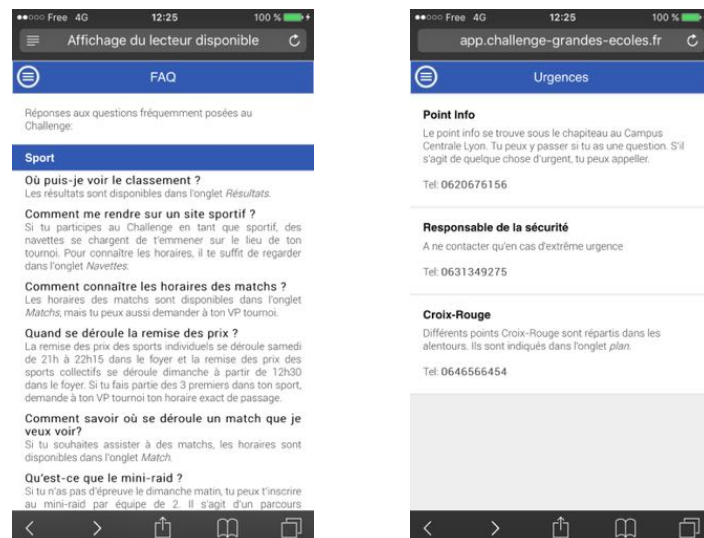 Free 4G 12:25 100 %
Affichage du lecteur disponible
FAQ
Réponses aux questions fréquemment posées au
Challenge:
Sport
Où puis-je voir le classement ?
Les résultats sont disponibles dans l'onglet Résultats.
Comment me rendre sur un site sportif ?
Si tu participes au Challenge en tant que sportif, des
navettes se chargent de t'emmener sur le lieu de ton
tournoi. Pour connaître les horaires, il te suffit de regarder
dans l'onglet Navettes.
Comment connaître les horaires des matchs ?
Les horaires des matchs sont disponibles dans l'onglet
Matchs, mais tu peux aussi demander à ton VP tournoi.
Quand se déroule la remise des prix ?
La remise des prix des sports individuels se déroule samedi
de 21h à 22h15 dans le foyer et la remise des prix des
sports collectifs se déroule dimanche à partir de 12h30
dans le foyer. Si tu fais partie des 3 premiers dans ton sport,
demande à ton VP tournoi ton horaire exact de passage.
Comment savoir où se déroule un match que je
veux voir?
Si tu souhaites assister à des matchs, les horaires sont
disponibles dans l'onglet Match.
Qu'est-ce que le mini-raid ?
Si tu n'as pas d'épreuve le dimanche matin, tu peux t'inscrire
au mini-raid par équipe de 2. Il s'agit d'un parcours
Free 4G 12:25 100 %
app.challenge-grandes-ecoles.fr
Urgences
Point Info
Le point info se trouve sous le chapiteau au Campus
Centrale Lyon. Tu peux y passer si tu as une question. S'il
s'agit de quelque chose d'urgent, tu peux appeller.
Tel: 0620676156
Responsable de la sécurité
A ne contacter qu'en cas d'extrême urgence
Tel: 0631349275
Croix-Rouge
Différents points Croix-Rouge sont répartis dans les
alentours. Ils sont indiqués dans l'onglet plan.
Tel: 0646566454